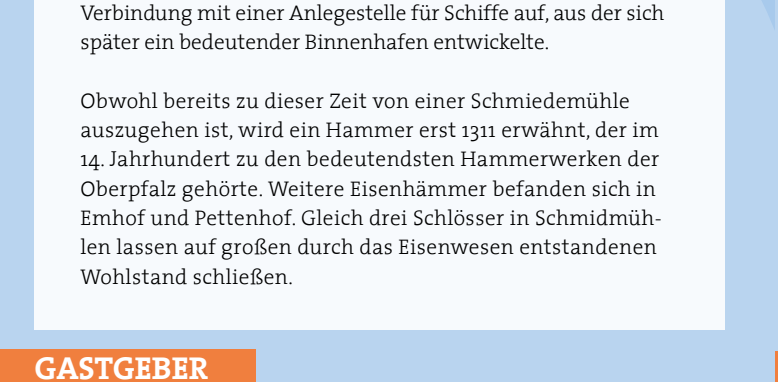 Verbindung mit einer Anlegestelle für Schiffe auf, aus der sich
später ein bedeutender Binnenhafen entwickelte.
Obwohl bereits zu dieser Zeit von einer Schmiedemühle
auszugehen ist, wird ein Hammer erst 1311 erwähnt, der im
14. Jahrhundert zu den bedeutendsten Hammerwerken der
Oberpfalz gehörte. Weitere Eisenhämmer befanden sich in
Emhof und Pettenhof. Gleich drei Schlösser in Schmidmüh-
len lassen auf großen durch das Eisenwesen entstandenen
Wohlstand schließen.
GASTGEBER